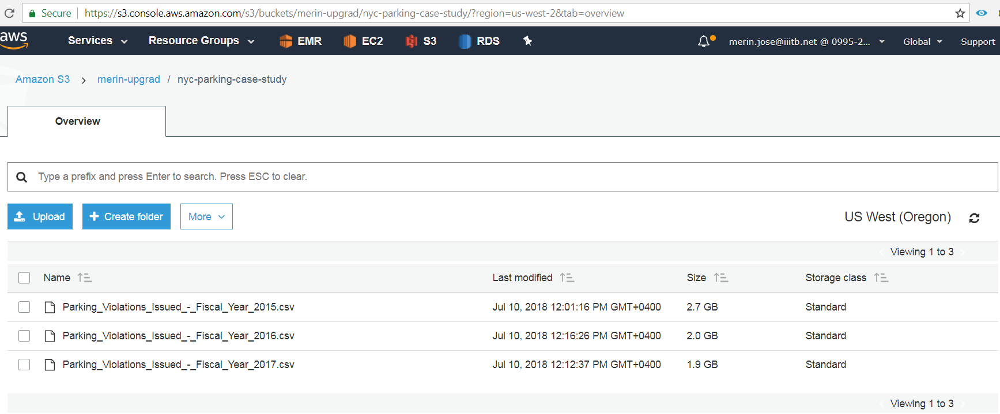 Secure https://s3.console.aws.amazon.com/s3/buckets/merin-upgrad/nyc-parking-case-study/?region=us-west-2&tab=overview
aws Services Resource Groups EMR EC2 S3 RDS merin.jose@iiitb.net @ 0995-2... Global Support
Amazon S3 > merin-upgrad / nyc-parking-case-study
Overview
Type a prefix and press Enter to search. Press ESC to clear.
Upload + Create folder More US West (Oregon)
Viewing 1 to 3
Name Last modified Size Storage class
Parking_Violations_Issued_-_Fiscal_Year_2015.csv Jul 10, 2018 12:01:16 PM GMT+0400 2.7 GB Standard
Parking_Violations_Issued_-_Fiscal_Year_2016.csv Jul 10, 2018 12:16:26 PM GMT+0400 2.0 GB Standard
Parking_Violations_Issued_-_Fiscal_Year_2017.csv Jul 10, 2018 12:12:37 PM GMT+0400 1.9 GB Standard
Viewing 1 to 3